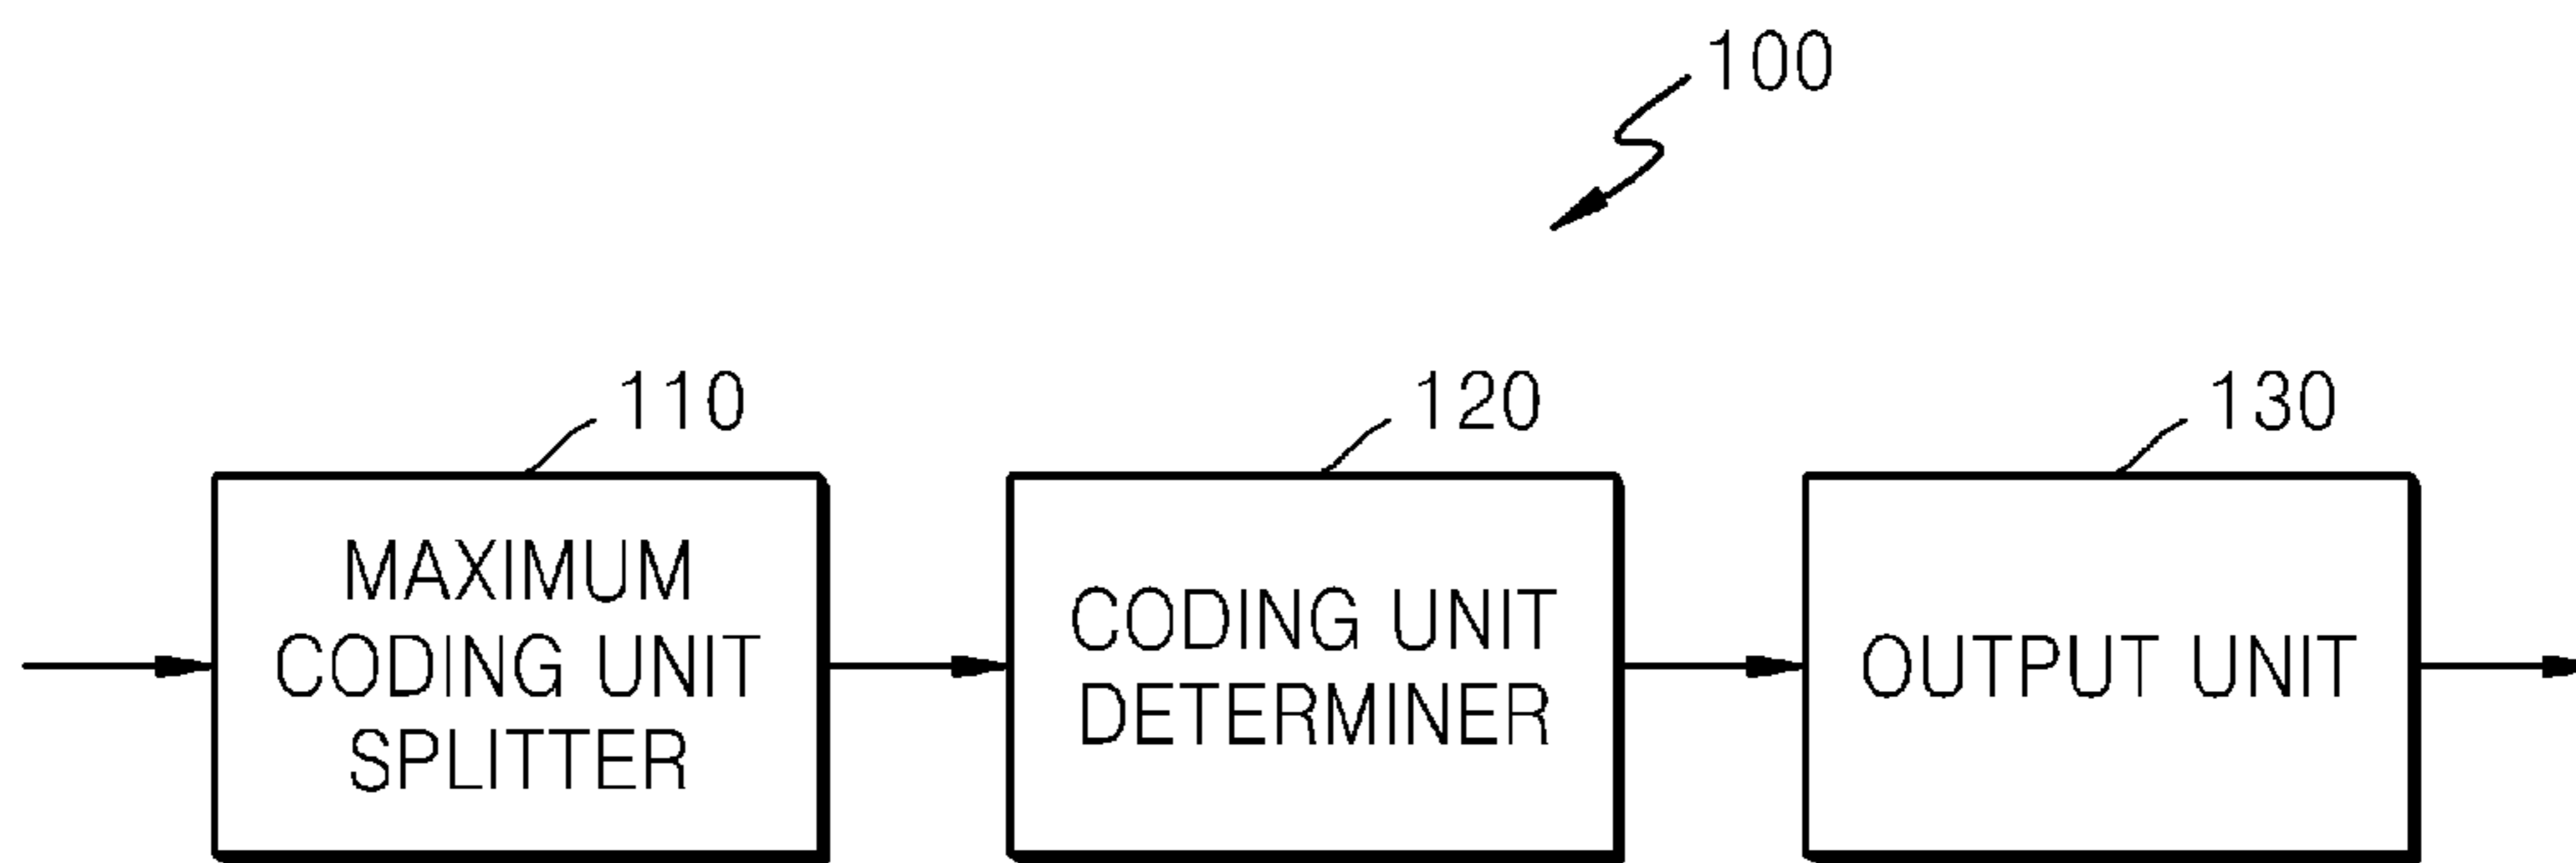 100
110
120
130
MAXIMUM
CODING UNIT
SPLITTER
CODING UNIT
DETERMINER
OUTPUT UNIT